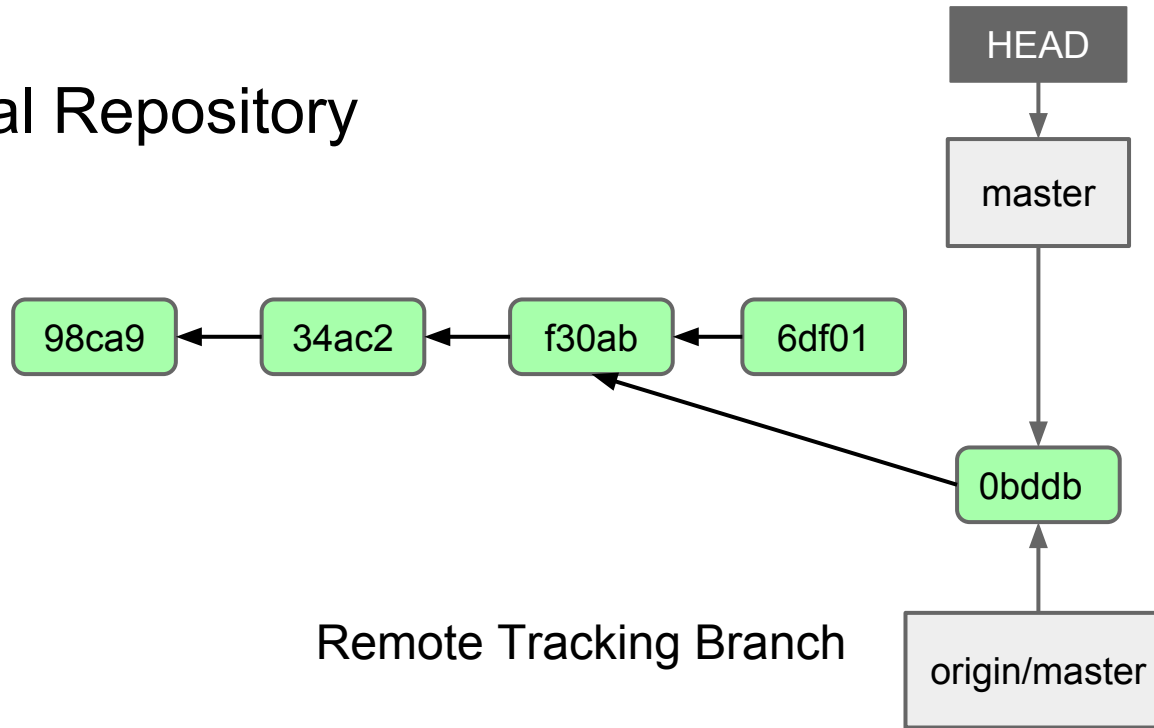 HEAD
al Repository
master
98ca9
34ac2
f30ab
6df01
0bddb
Remote Tracking Branch
origin/master